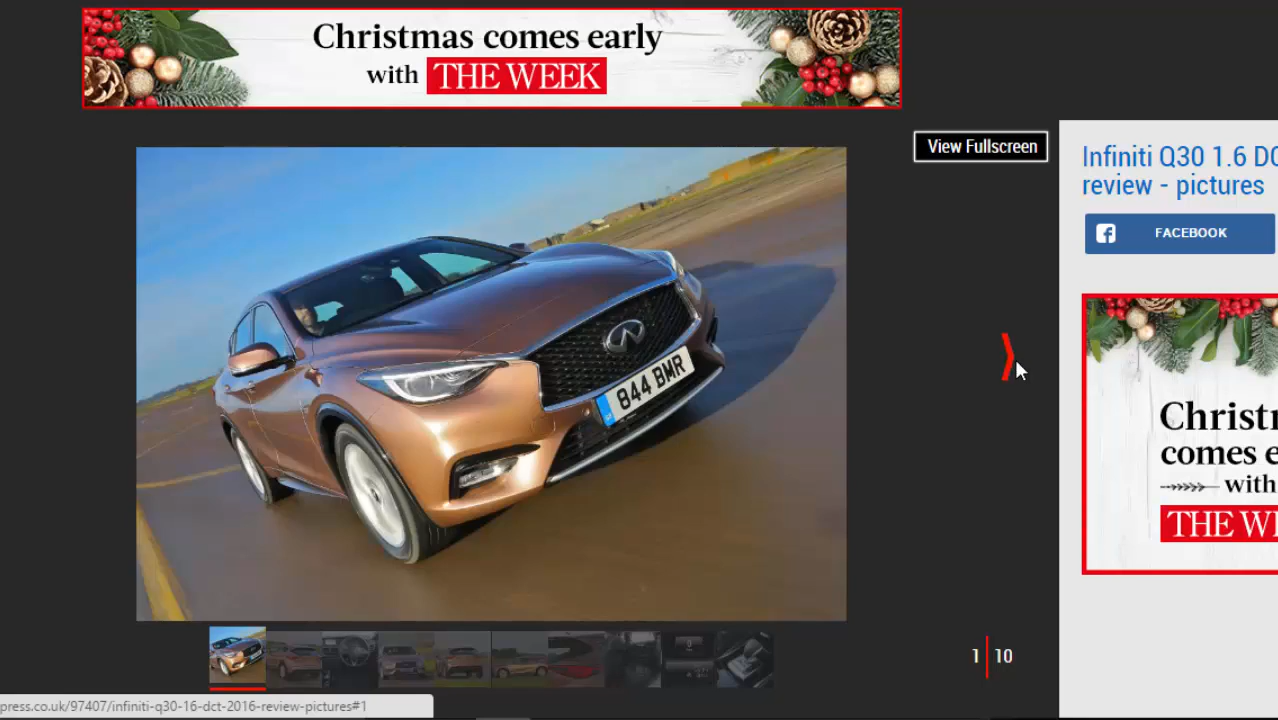 Christmas comes early
with THE WEEK
View Fullscreen
Infiniti Q30 1.6 DC
review - pictures
FACEBOOK
844 BMR
Christm
comes e
with
THE WE
1 10
press.co.uk/97407/infiniti-q30-16-dct-2016-review-pictures#1